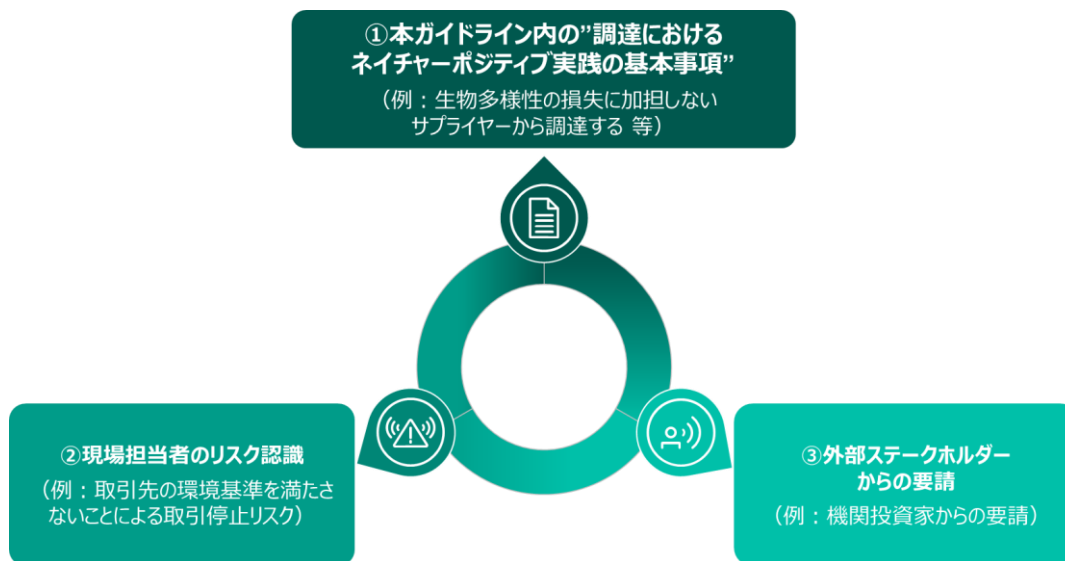 ①本ガイドライン内の”調達における
ネイチャーポジティブ実践の基本事項”
（例：生物多様性の損失に加担しない
サプライヤーから調達する 等）
②現場担当者のリスク認識
（例：取引先の環境基準を満たさ
ないことによる取引停止リスク）
③外部ステークホルダー
からの要請
（例：機関投資家からの要請）